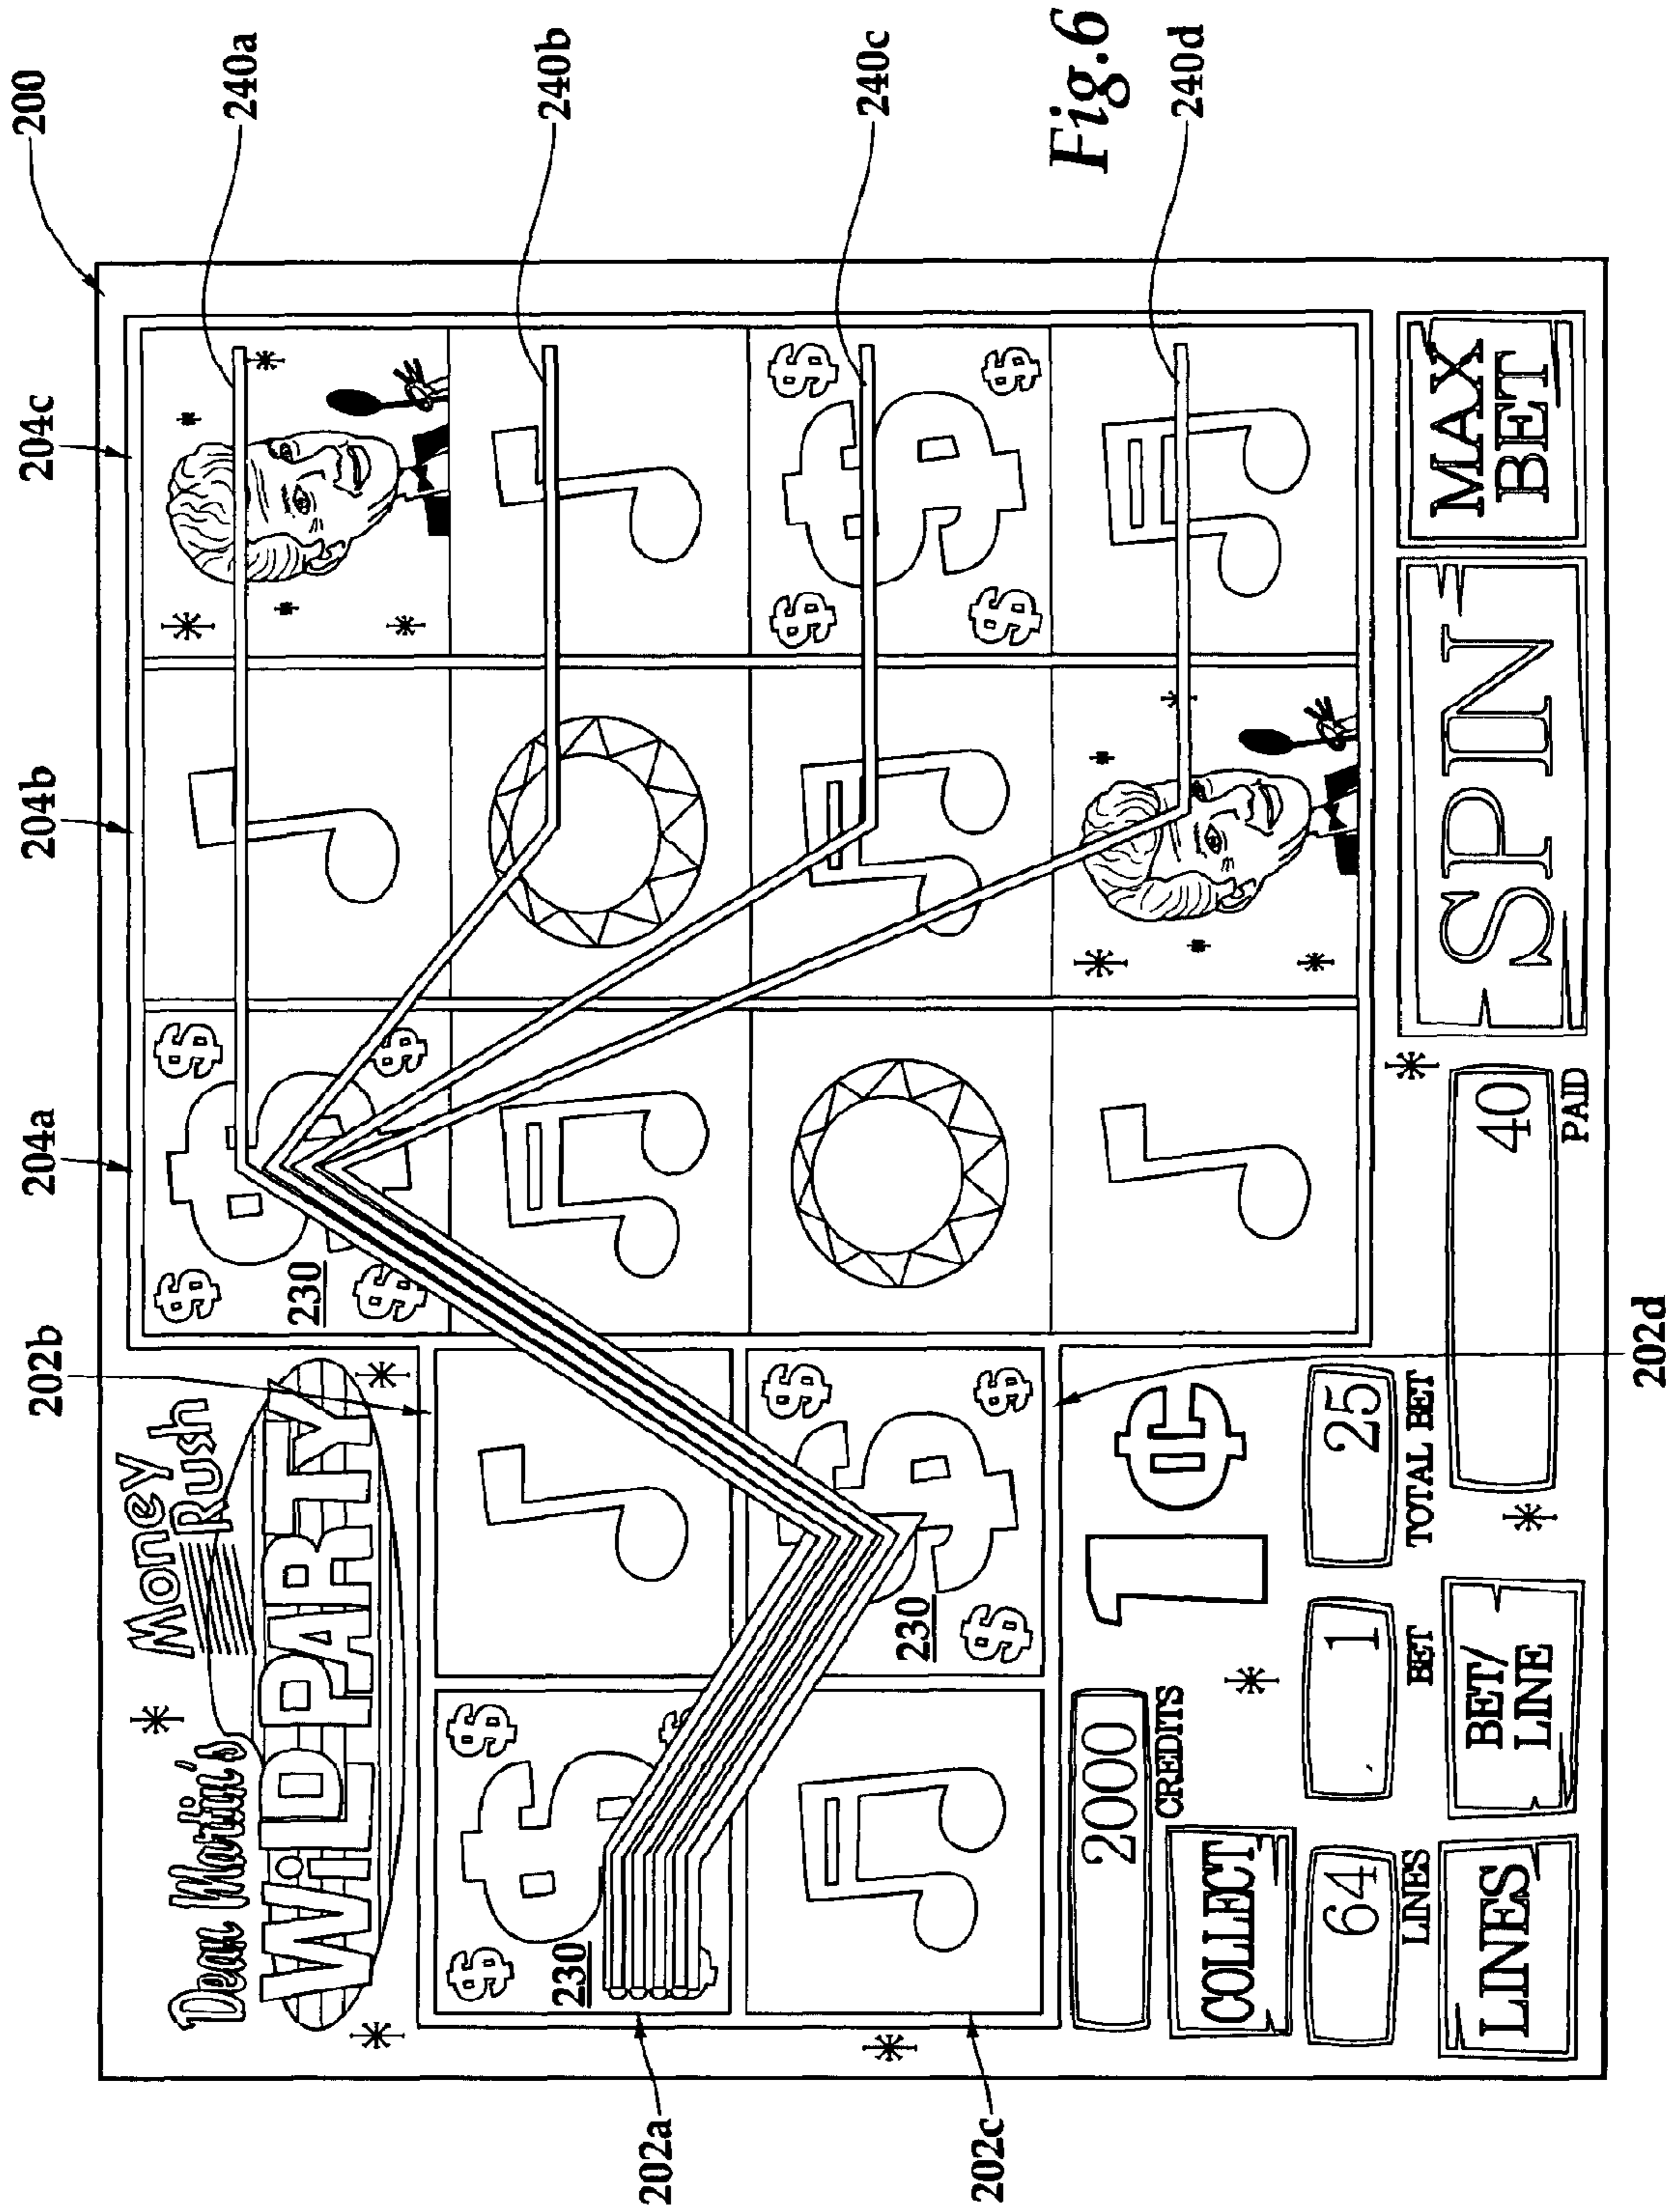 200
204a
204b
204c
202b
240a
Dean Martin's
Money
Rush
WiLD PARTY
230
240b
202a
230
240c
202c
230
Fig.6
2000
CREDITS
1¢
240d
COLLECT
64
LINES
1
BET
25
TOTAL BET
40
PAID
LINES
BET/
LINE
SPIN
MAX
BET
202d